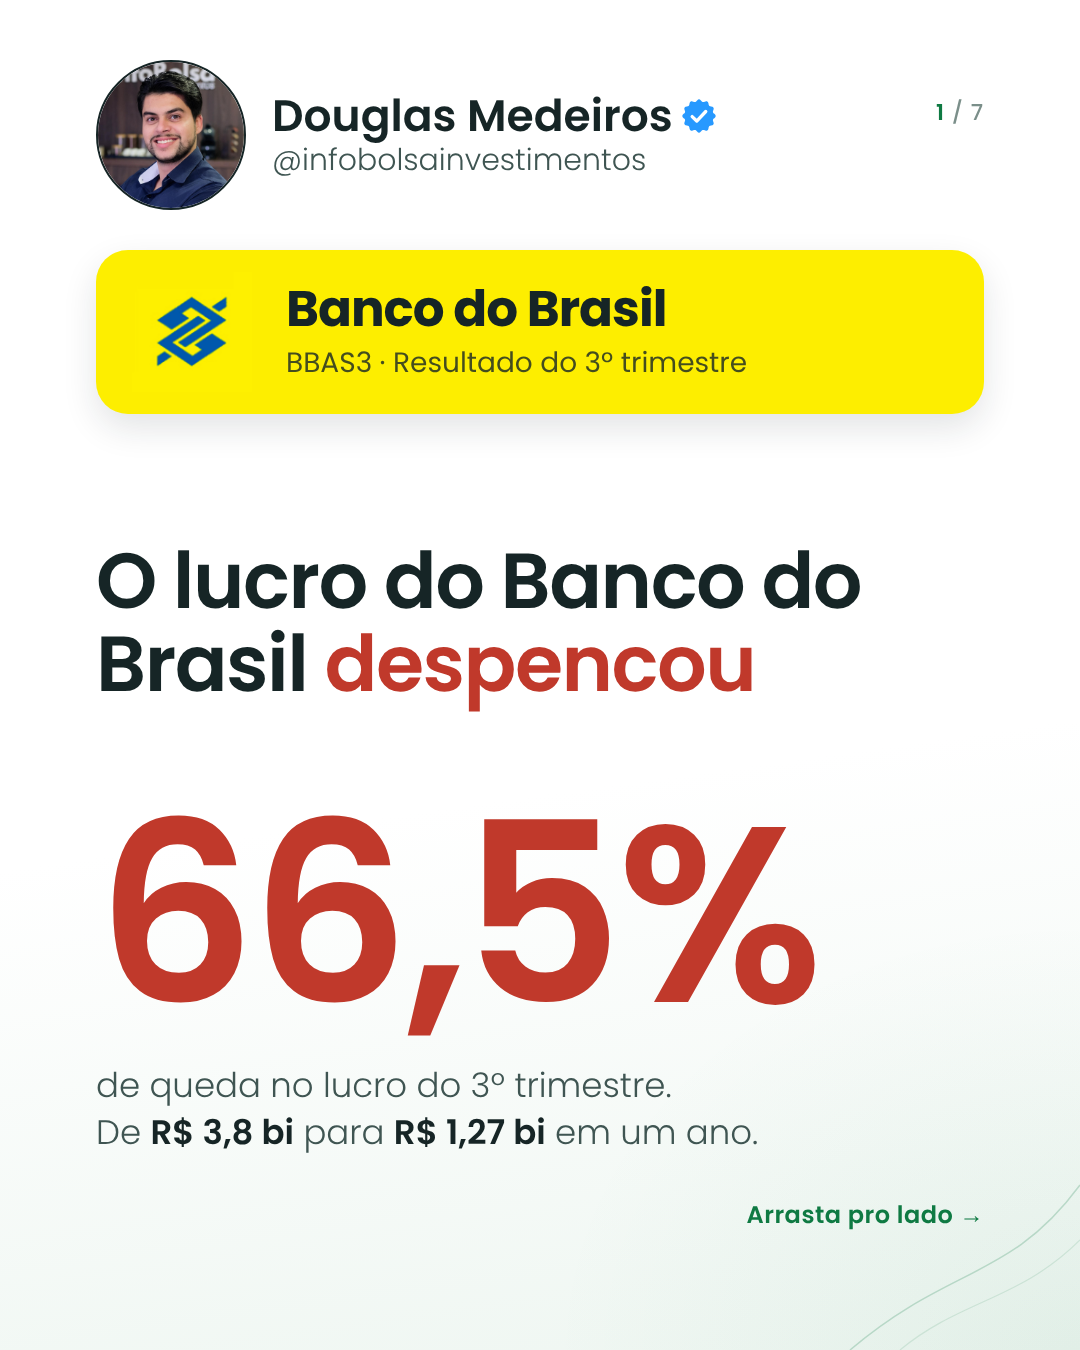 Douglas Medeiros
@infobolsainvestimentos
1 / 7
Banco do Brasil
BBAS3 · Resultado do 3º trimestre
O lucro do Banco do
Brasil despencou
66,5%
de queda no lucro do 3º trimestre.
De R$ 3,8 bi para R$ 1,27 bi em um ano.
Arrasta pro lado →